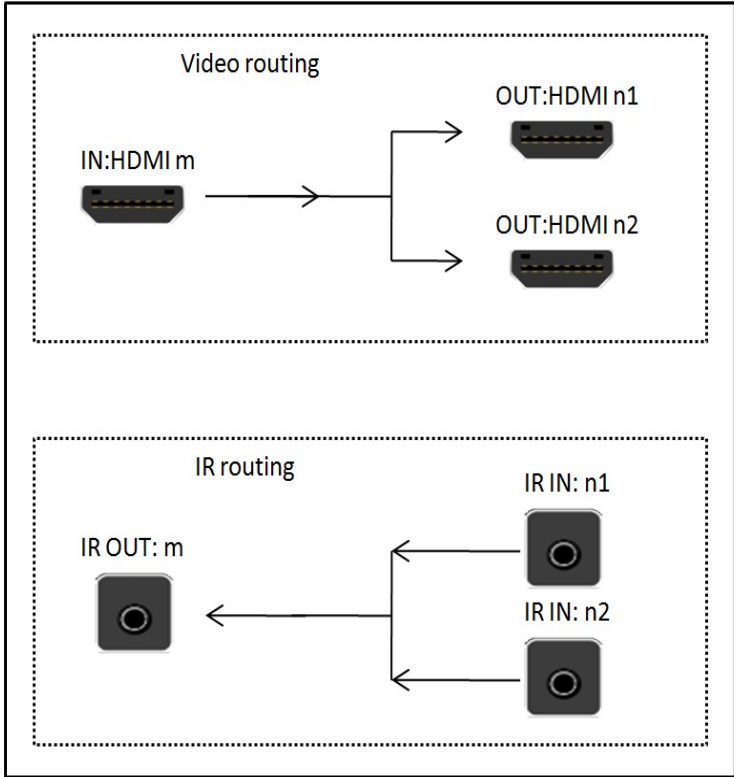 Video routing
OUT:HDMI n1
IN:HDMI m
OUT:HDMI n2
IR routing
IR IN: n1
IR OUT: m
IR IN: n2